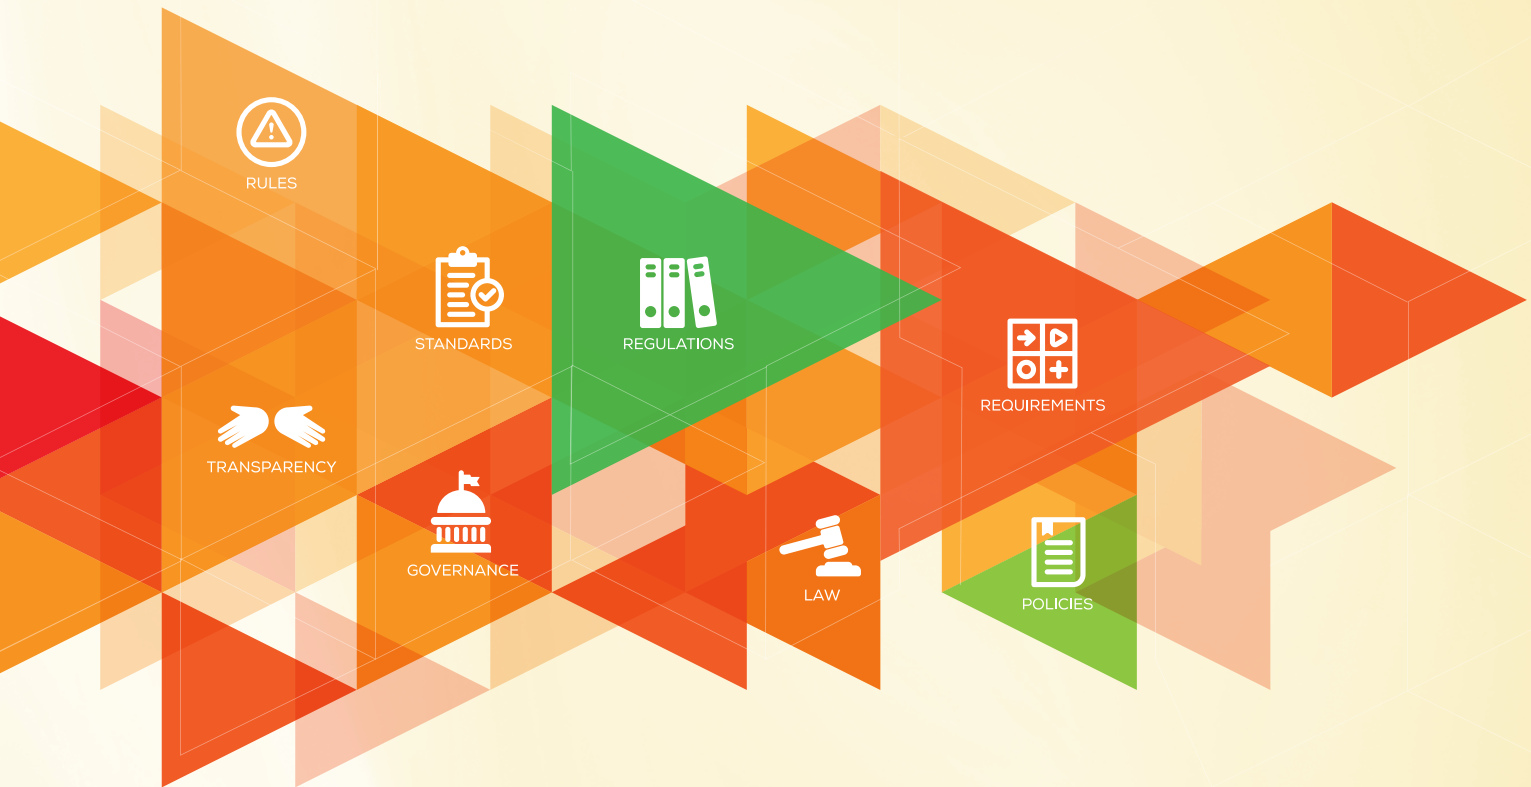 RULES
STANDARDS
REGULATIONS
REQUIREMENTS
TRANSPARENCY
GOVERNANCE
LAW
POLICIES